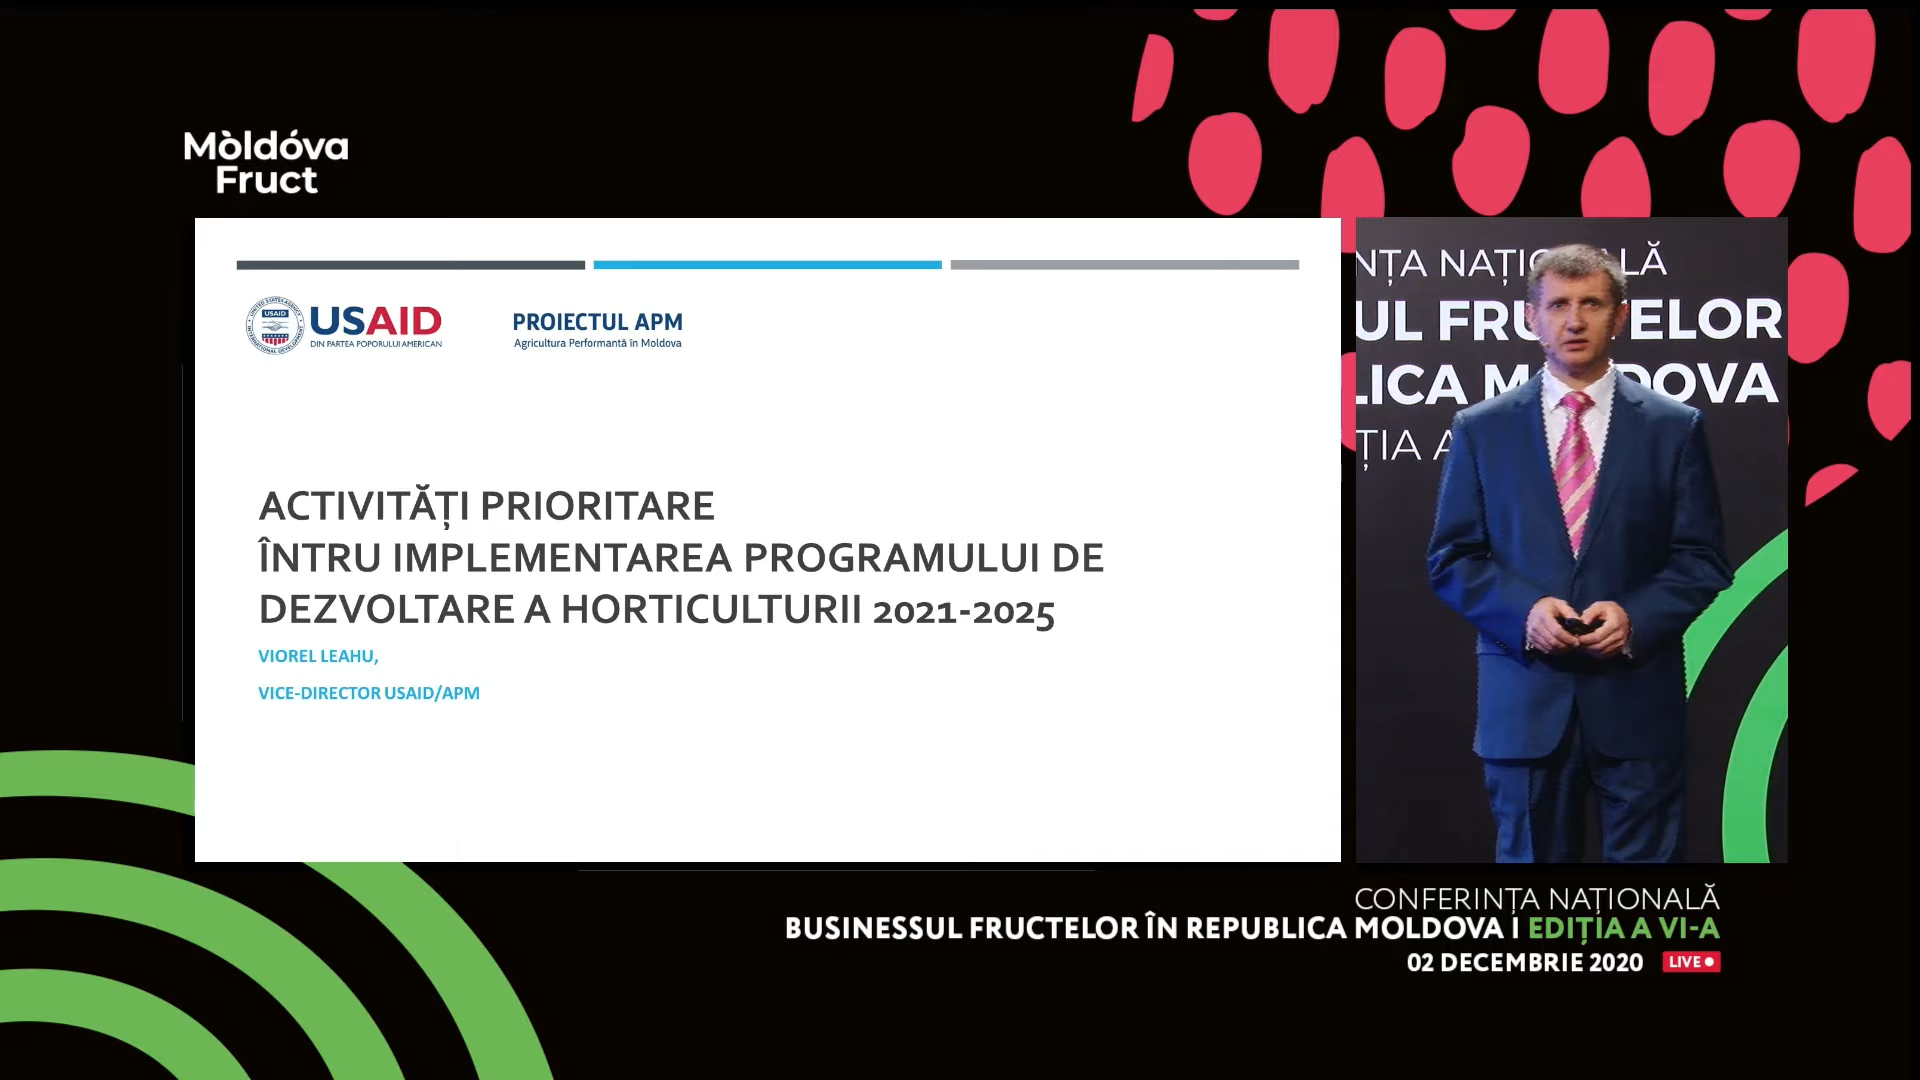 Mòldóva
Fruct
USAID
USAID
DIN PARTEA POPORULUI AMERICAN
PROIECTUL APM
Agricultura Performantă în Moldova
ACTIVITĂȚI PRIORITARE
ÎNTRU IMPLEMENTAREA PROGRAMULUI DE
DEZVOLTARE A HORTICULTURII 2021-2025
VIOREL LEAHU,
VICE-DIRECTOR USAID/APM
CONFERINȚA NAȚIONALĂ
BUSINESSUL FRUCTELOR ÎN REPUBLICA MOLDOVA I EDIȚIA A VI-A
02 DECEMBRIE 2020 LIVE